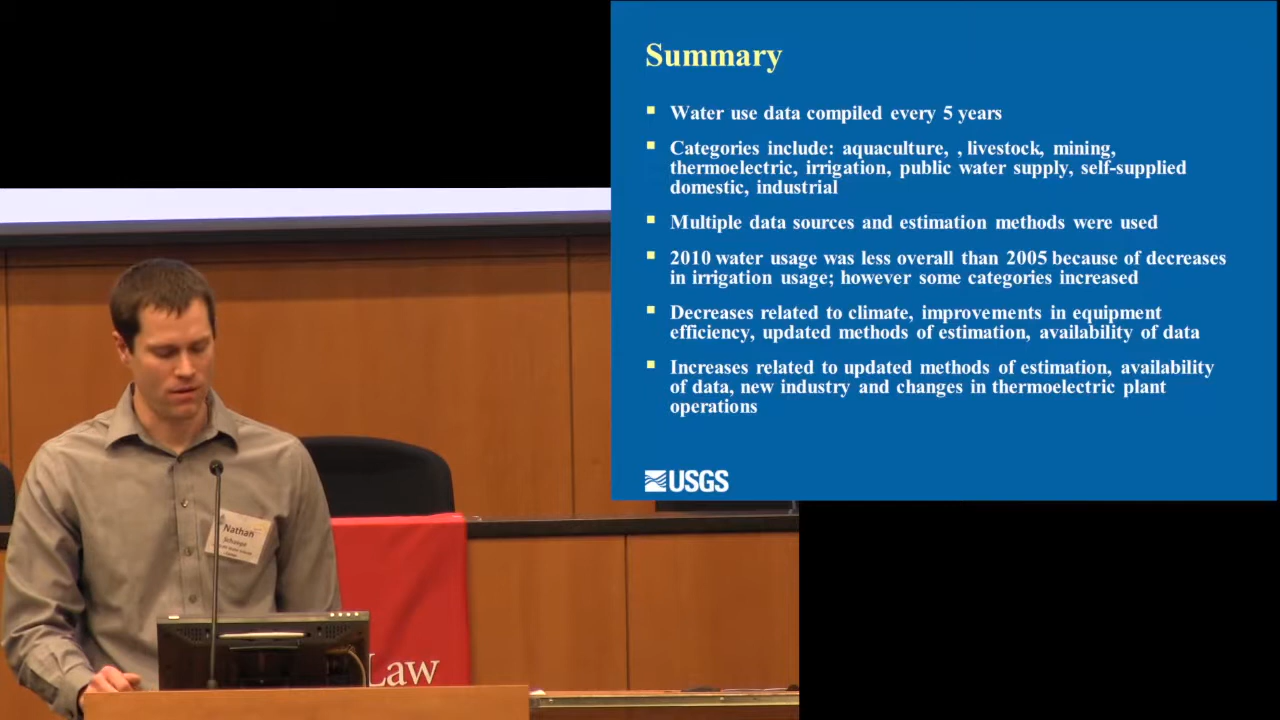 Summary
Water use data compiled every 5 years
Categories include: aquaculture, , livestock, mining,
thermoelectric, irrigation, public water supply, self-supplied
domestic, industrial
Multiple data sources and estimation methods were used
2010 water usage was less overall than 2005 because of decreases
in irrigation usage; however some categories increased
Decreases related to climate, improvements in equipment
efficiency, updated methods of estimation, availability of data
Increases related to updated methods of estimation, availability
of data, new industry and changes in thermoelectric plant
operations
USGS
Nathan
Law